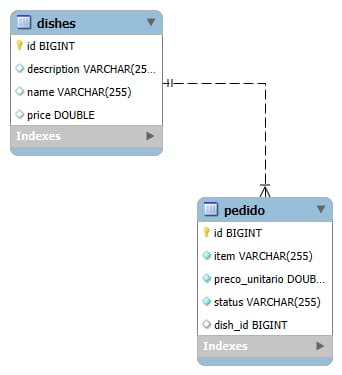 dishes
id BIGINT
description VARCHAR(25...
name VARCHAR(255)
price DOUBLE
Indexes
pedido
id BIGINT
item VARCHAR(255)
preco_unitario DOUB...
status VARCHAR(255)
dish_id BIGINT
Indexes